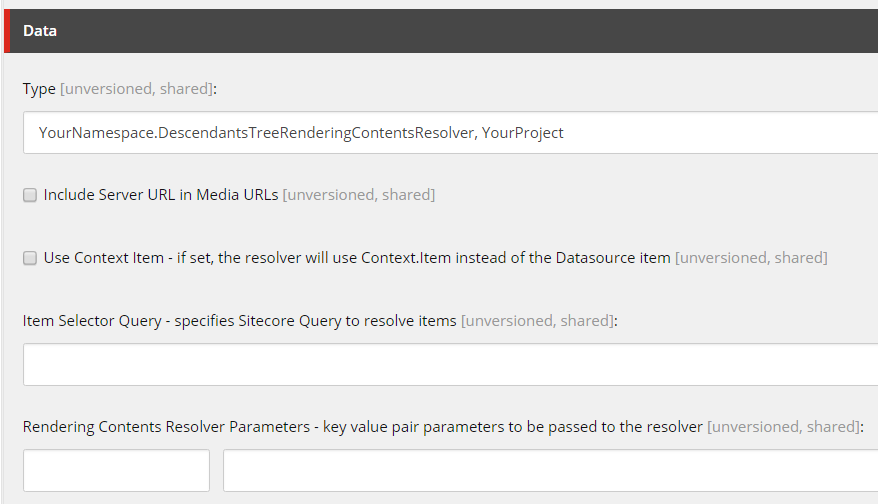 Data
Type [unversioned, shared]:
YourNamespace.DescendantsTreeRenderingContentsResolver, YourProject
Include Server URL in Media URLs [unversioned, shared]
Use Context Item - if set, the resolver will use Context.Item instead of the Datasource item [unversioned, shared]
Item Selector Query - specifies Sitecore Query to resolve items [unversioned, shared]:
Rendering Contents Resolver Parameters - key value pair parameters to be passed to the resolver [unversioned, shared]: